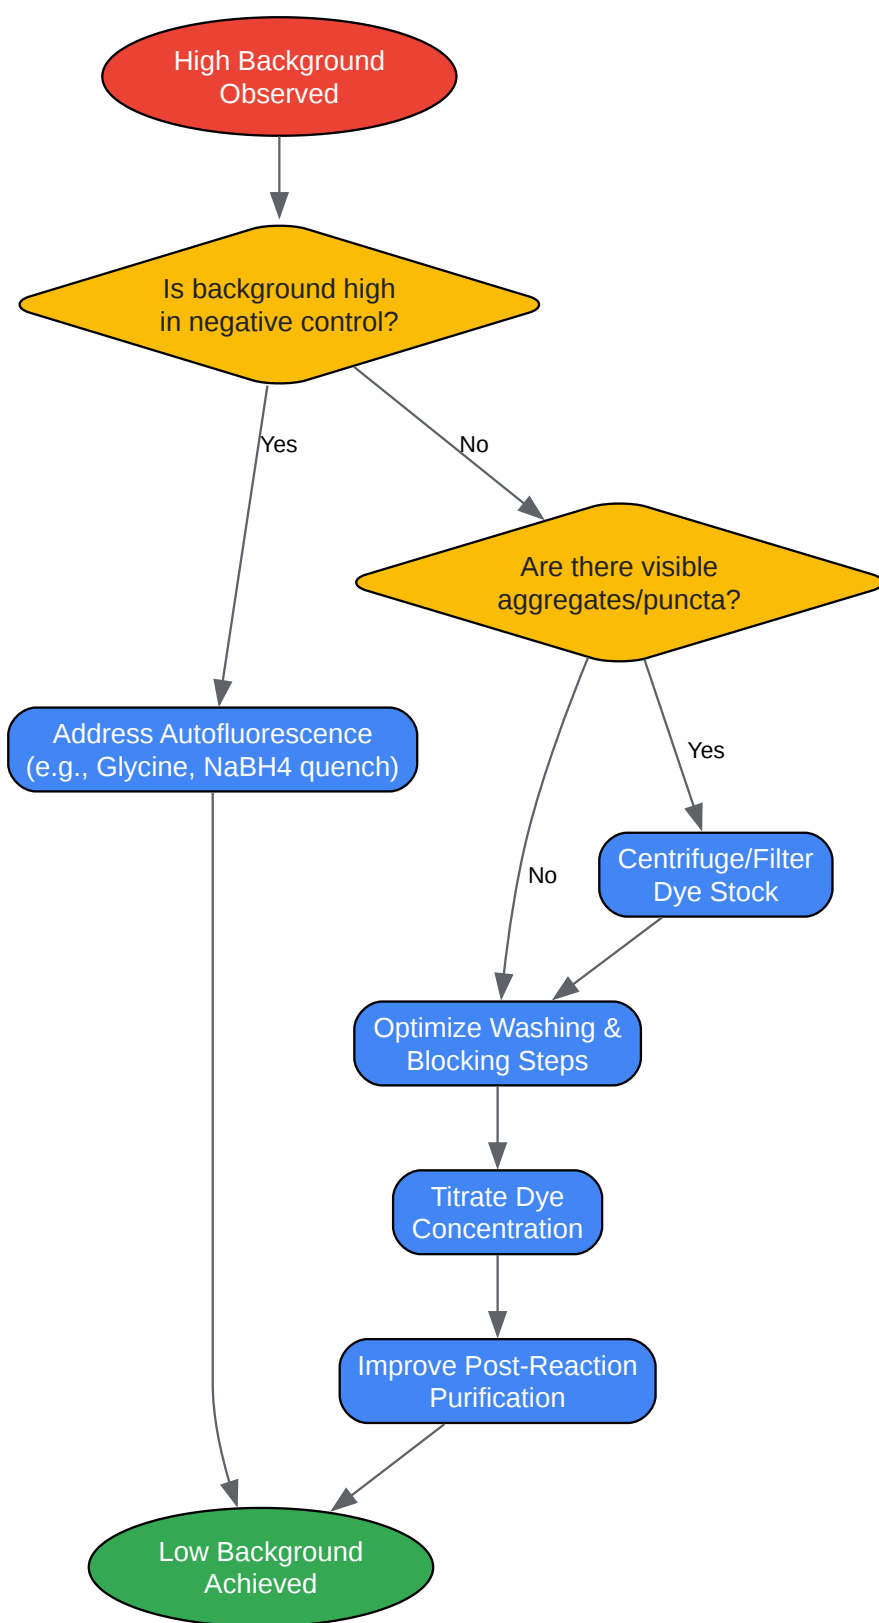 High Background
Observed
Is background high
in negative control?
Yes
No
Are there visible
aggregates/puncta?
Address Autofluorescence
(e.g., Glycine, NaBH4 quench)
Yes
Centrifuge/Filter
Dye Stock
No
Optimize Washing &
Blocking Steps
Titrate Dye
Concentration
Improve Post-Reaction
Purification
Low Background
Achieved